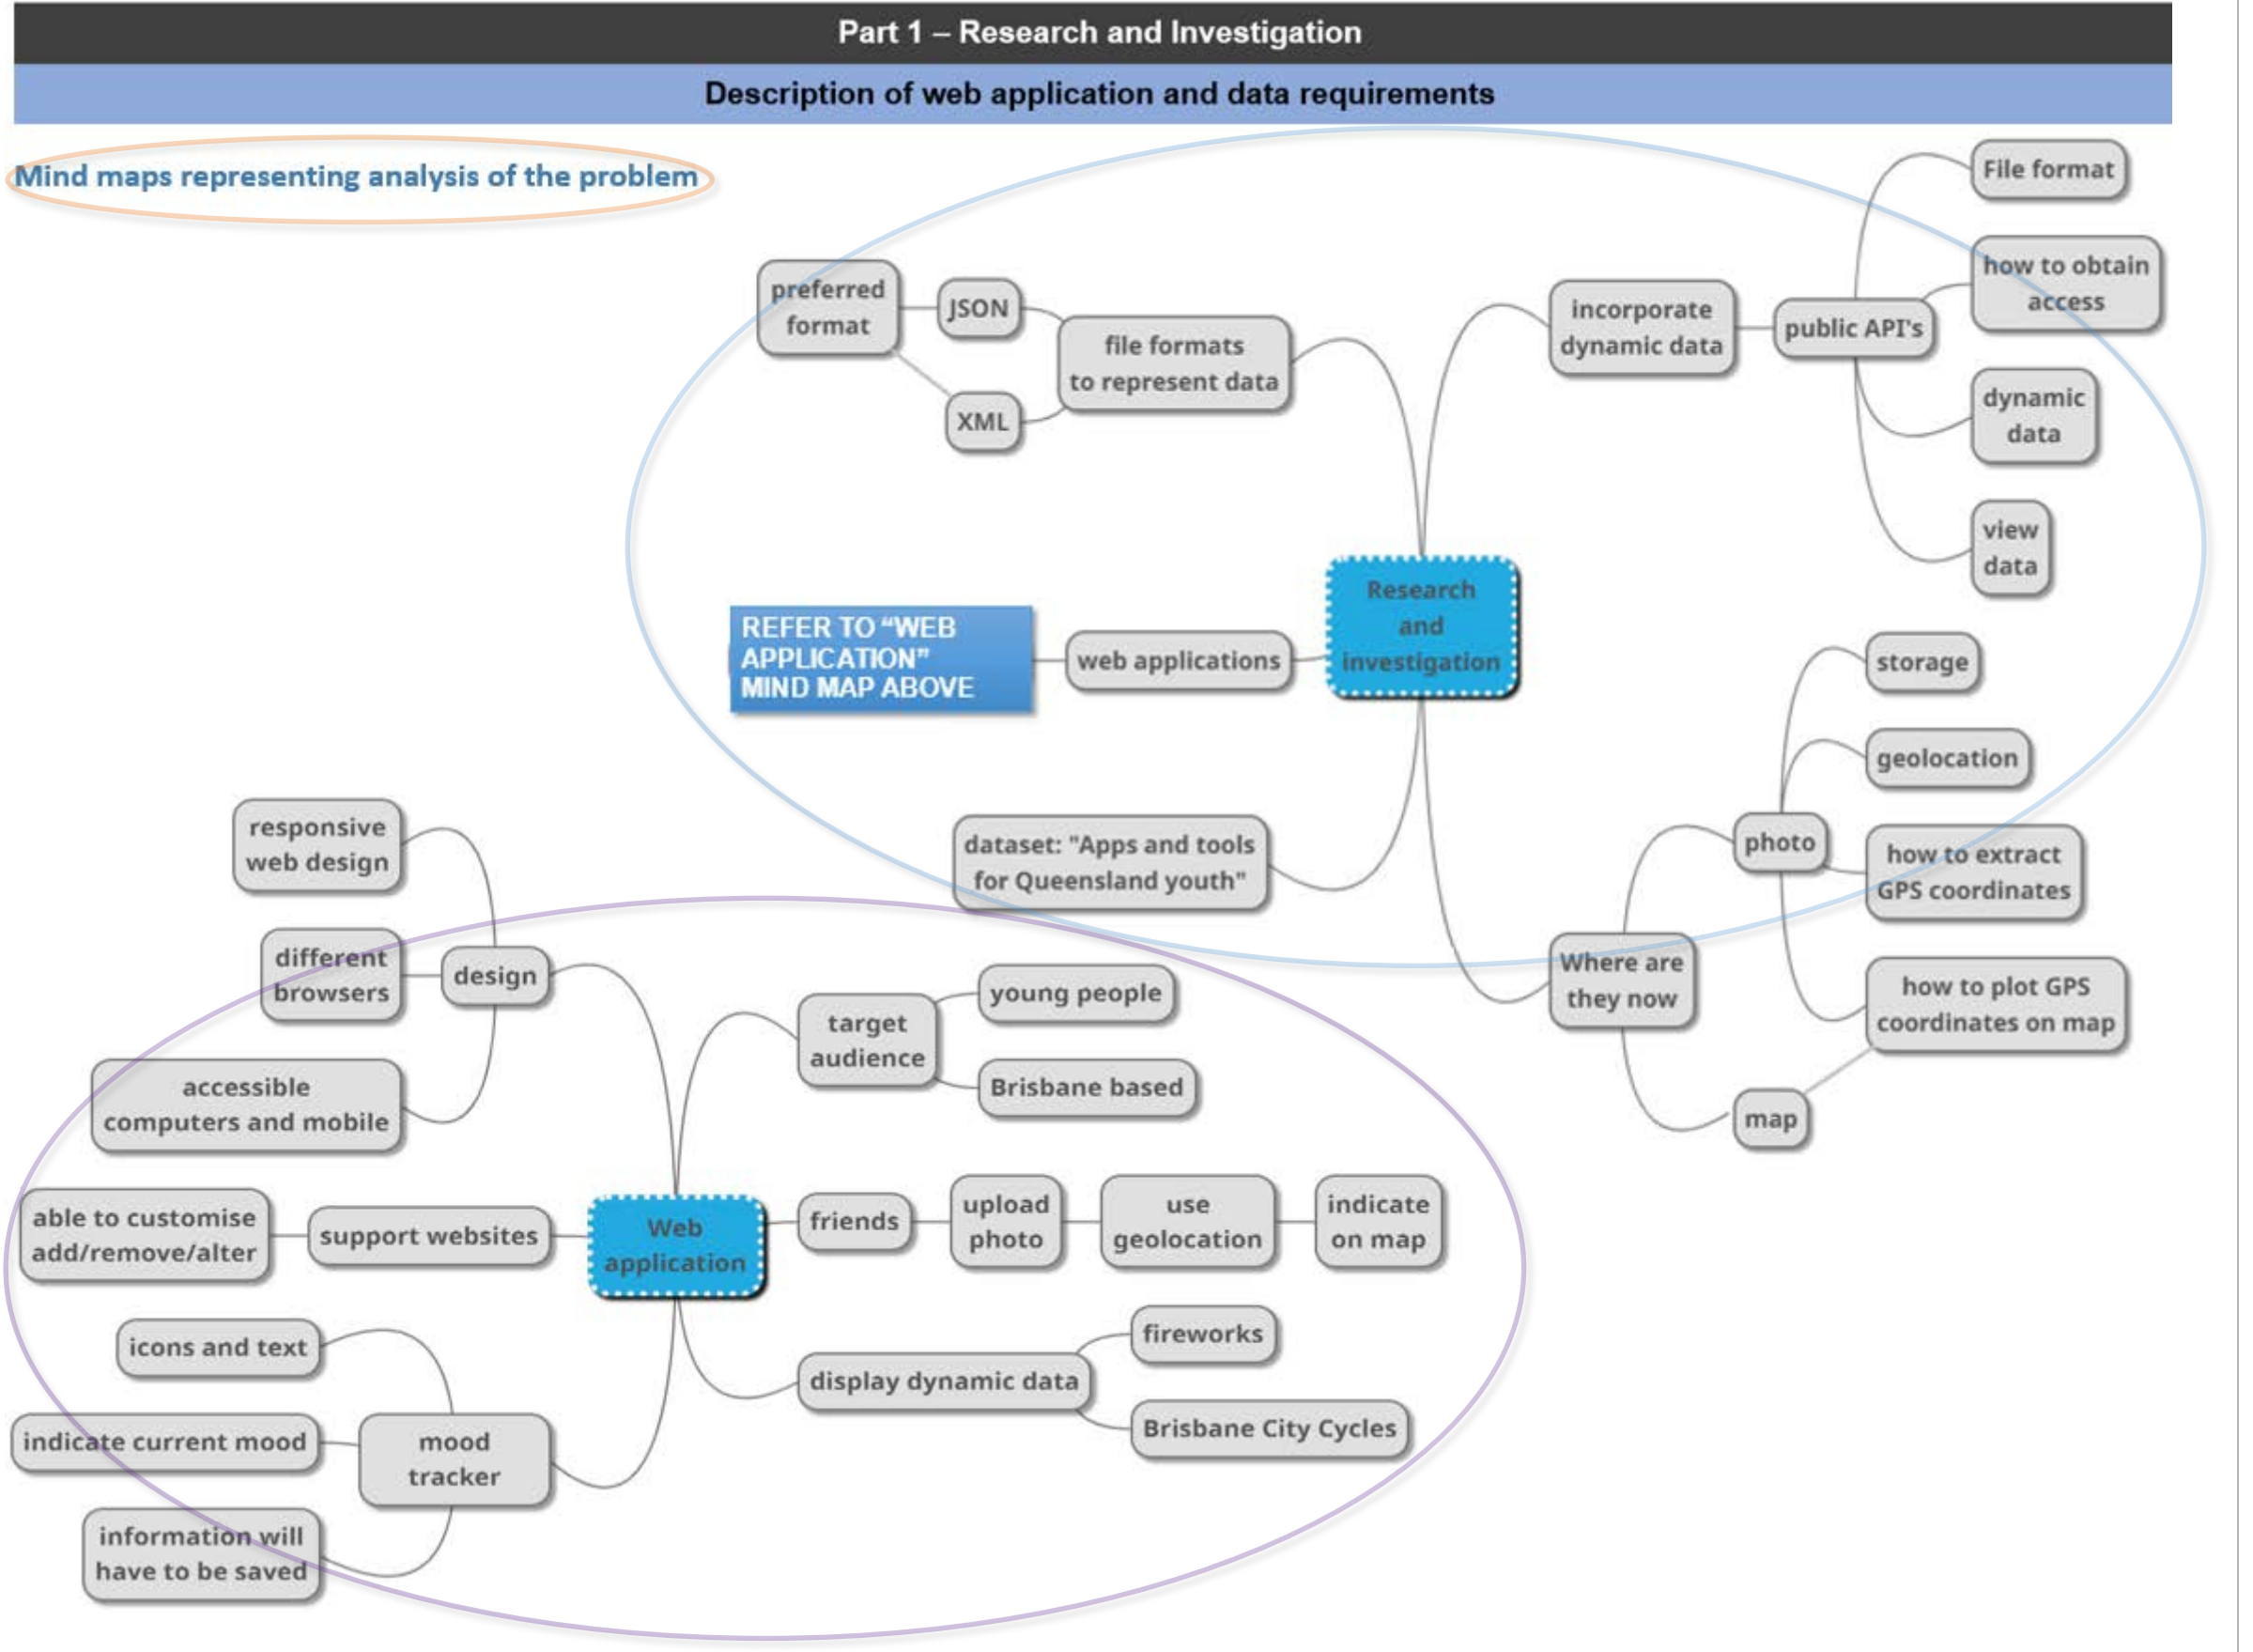 Part 1 – Research and Investigation
Description of web application and data requirements
Mind maps representing analysis of the problem
preferred
format
JSON
XML
file formats
to represent data
incorporate
dynamic data
public API's
File format
how to obtain
access
dynamic
data
view
data
Research
and
investigation
REFER TO “WEB
APPLICATION”
MIND MAP ABOVE
web applications
dataset: "Apps and tools
for Queensland youth"
Where are
they now
photo
storage
geolocation
how to extract
GPS coordinates
how to plot GPS
coordinates on map
map
responsive
web design
different
browsers
accessible
computers and mobile
design
target
audience
young people
Brisbane based
able to customise
add/remove/alter
support websites
Web
application
friends
upload
photo
use
geolocation
indicate
on map
icons and text
indicate current mood
information will
have to be saved
mood
tracker
display dynamic data
fireworks
Brisbane City Cycles